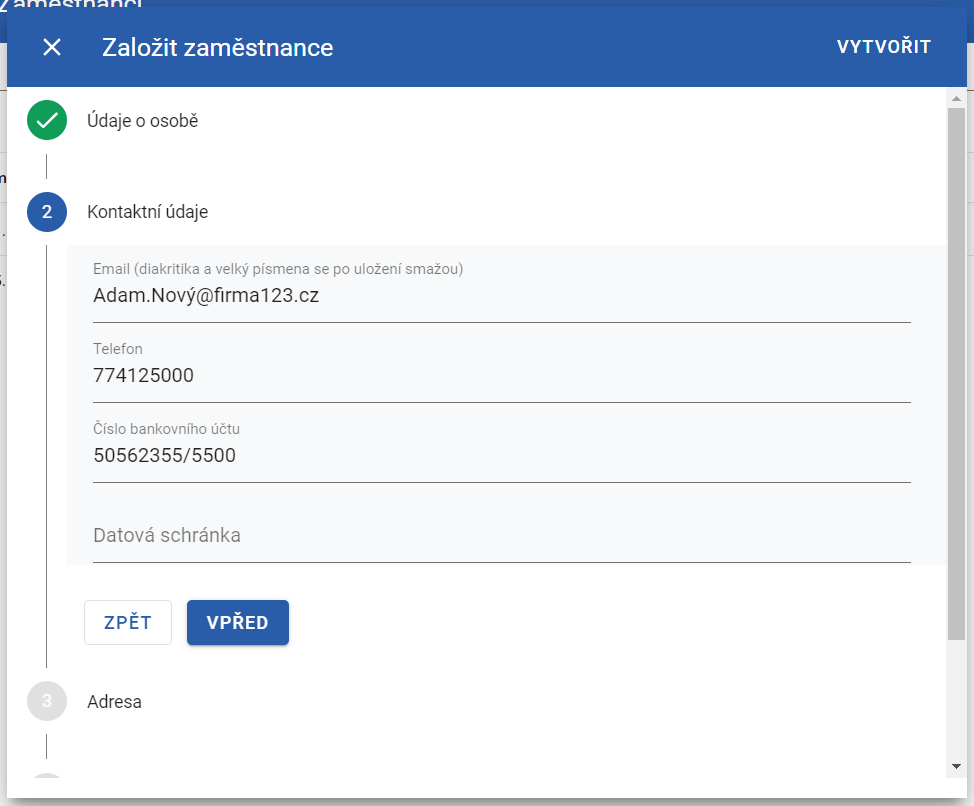 Zaměstnanci
Založit zaměstnance
VYTVOŘIT
Údaje o osobě
2
Kontaktní údaje
Email (diakritika a velký písmena se po uložení smažou)
Adam.Nový@firma123.cz
Telefon
774125000
Číslo bankovního účtu
50562355/5500
Datová schránka
ZPĚT
VPŘED
3
Adresa